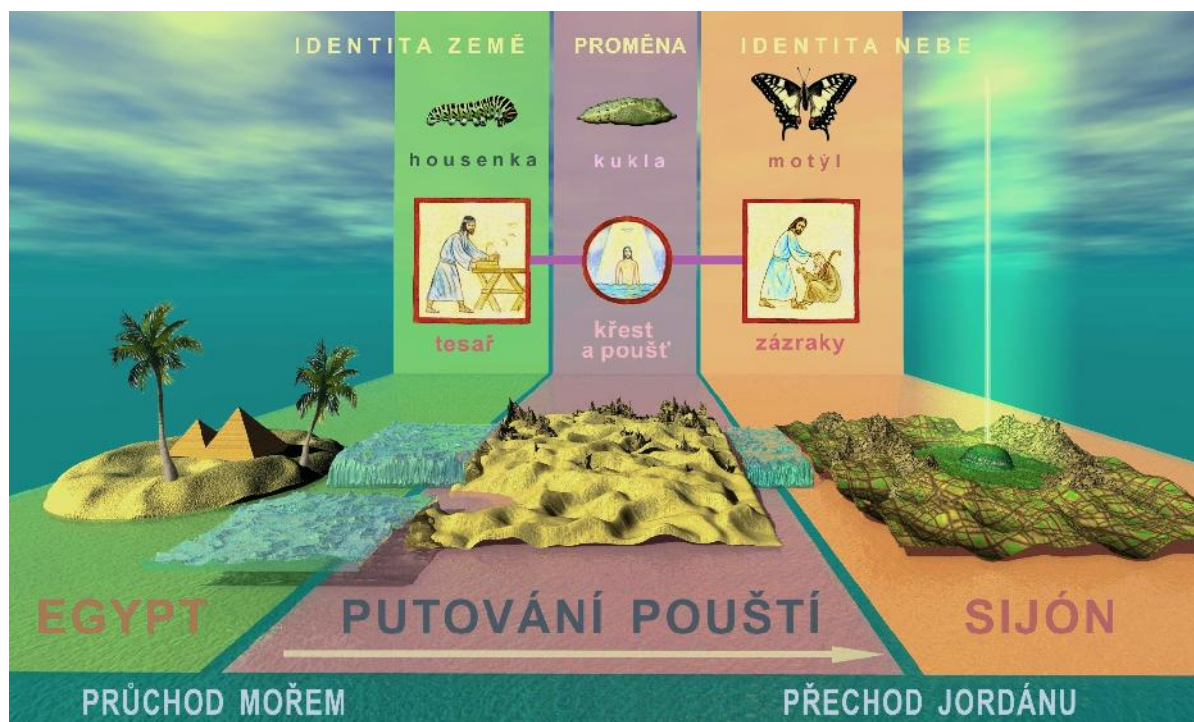 IDENTITA ZEMĚ
PROMĚNA
IDENTITA NEBE
housenka
kukla
motýl
tesař
křest
a poušť
zázraky
EGYPT
PUTOVÁNÍ POUŠTÍ
SIJÓN
PRŮCHOD MOŘEM
PŘECHOD JORDÁNU